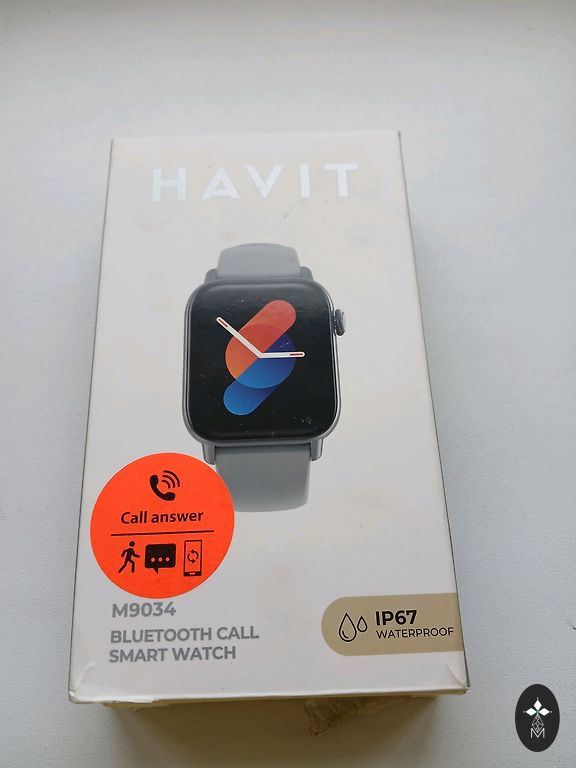 HAVIT
Call answer
M9034
BLUETOOTH CALL
SMART WATCH
IP67
WATERPROOF
M